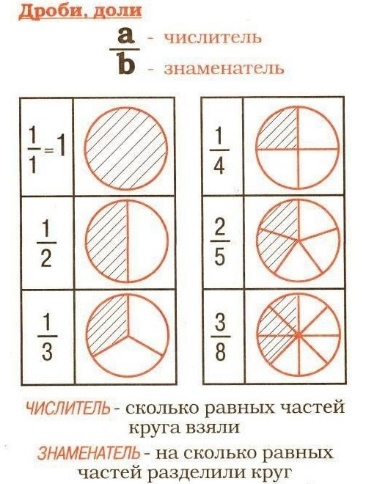 Дроби, доли
a - числитель
b - знаменатель
1/1 = 1
1/4
1/2
2/5
1/3
3/8
ЧИСЛИТЕЛЬ - сколько равных частей
круга взяли
ЗНАМЕНАТЕЛЬ - на сколько равных
частей разделили круг